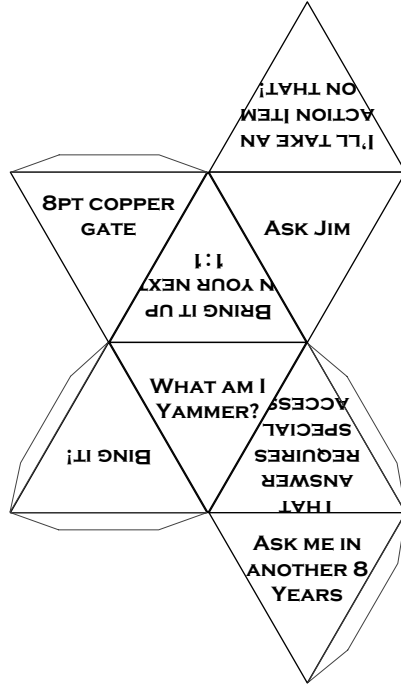 I'll take an
Action Item
on that!
8pt copper
gate
Ask Jim
Bring it up
n your next
1:1
What am I
Yammer?
Bing it!
That
answer
requires
special
access
Ask me in
another 8
Years